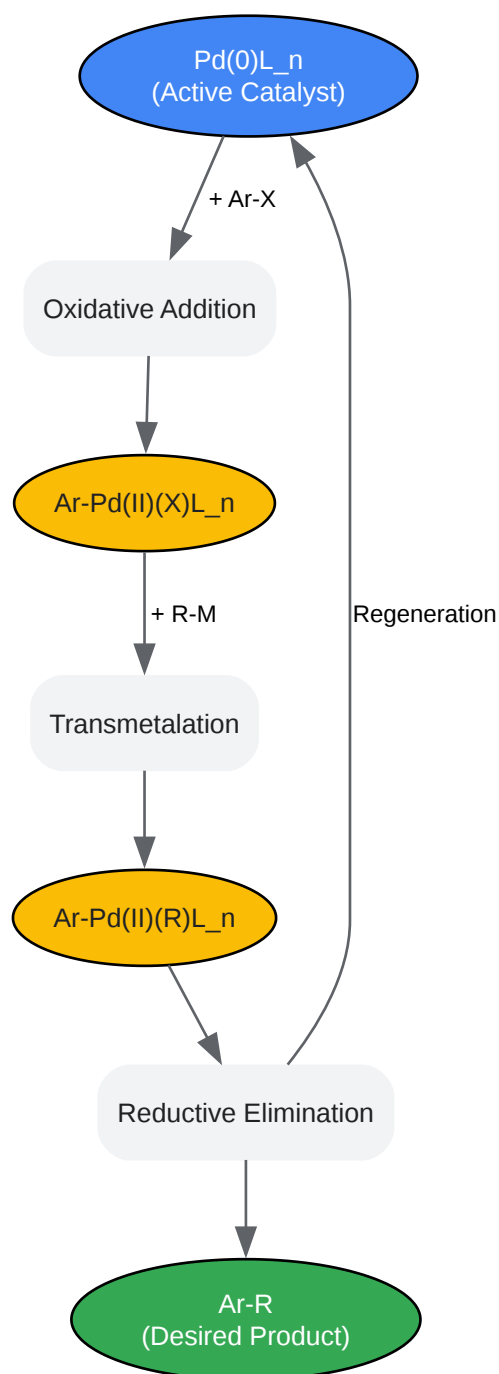 Pd(0)L_n
(Active Catalyst)
+ Ar-X
Oxidative Addition
Ar-Pd(II)(X)L_n
+ R-M
Regeneration
Transmetalation
Ar-Pd(II)(R)L_n
Reductive Elimination
Ar-R
(Desired Product)